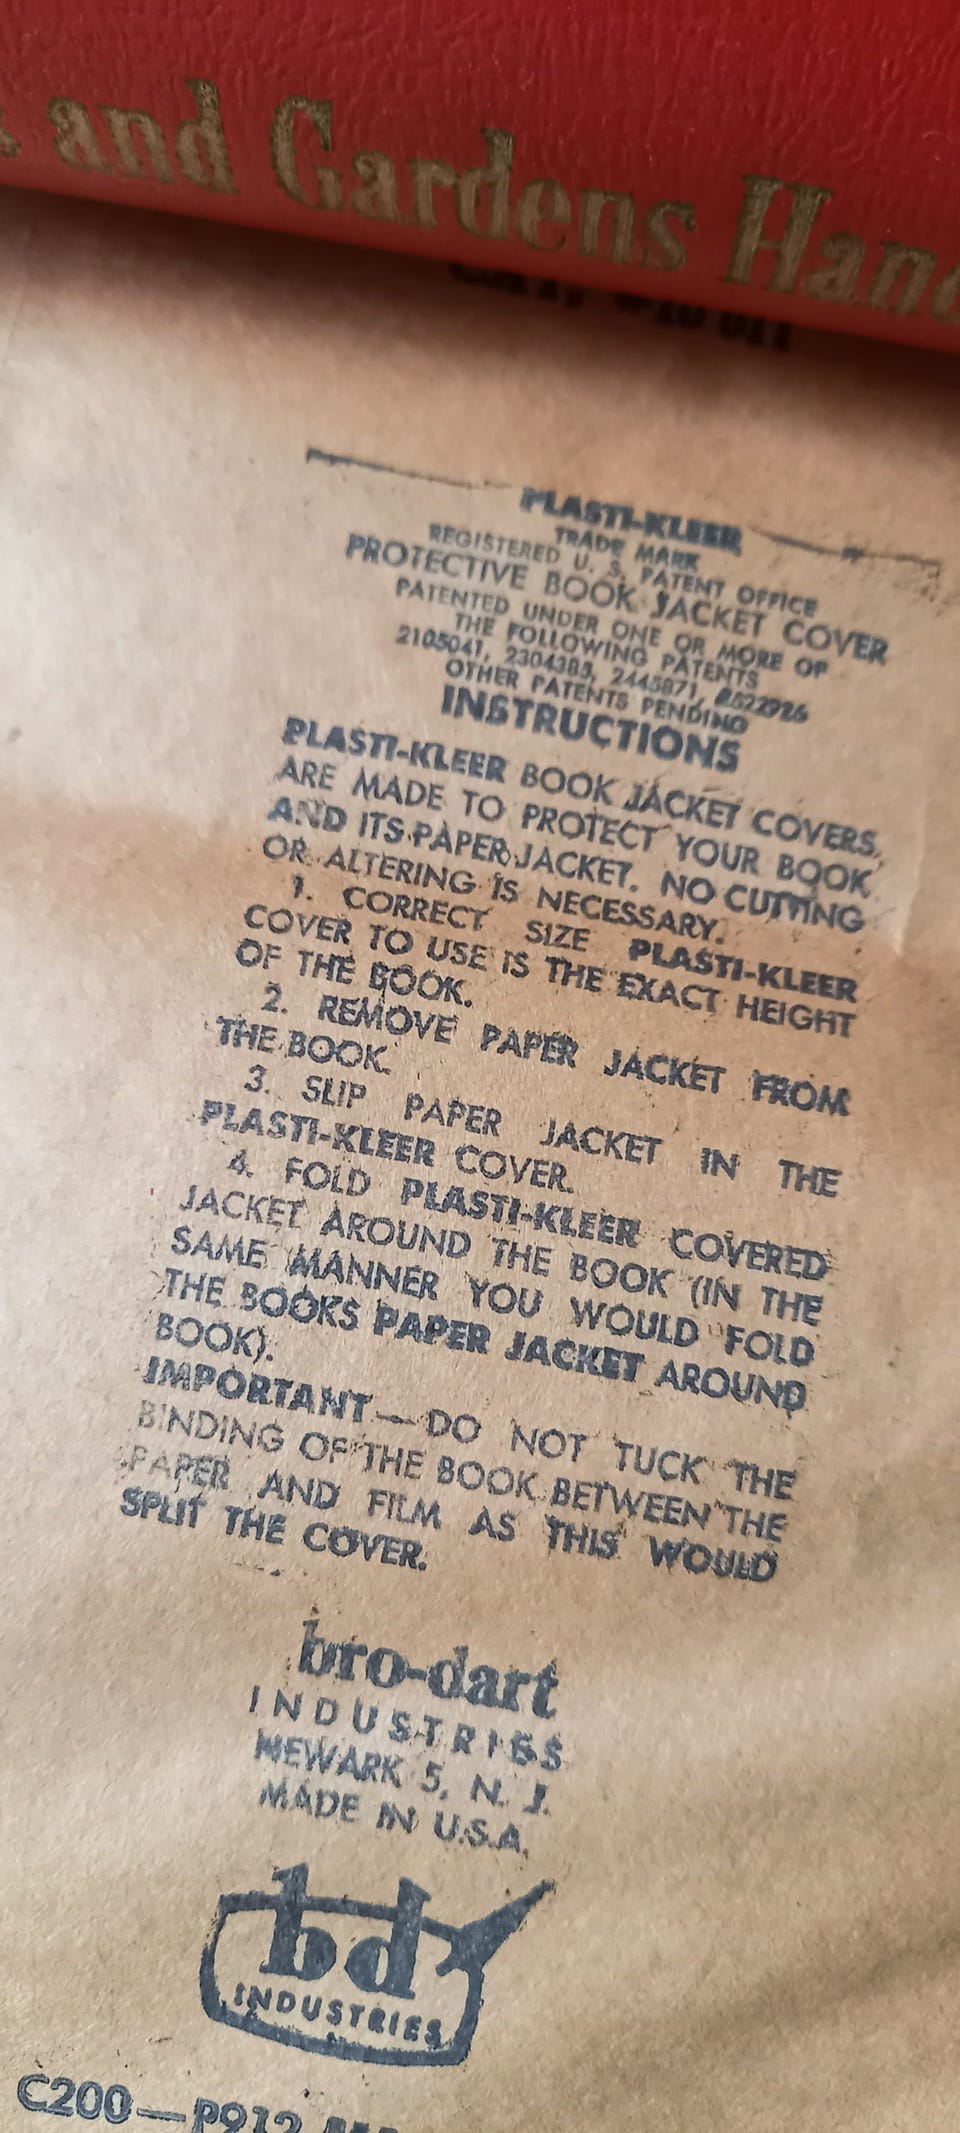 and Gardens
PLASTI-KLEER
TRADE MARK
REGISTERED U. S. PATENT OFFICE
PROTECTIVE BOOK JACKET COVER
PATENTED UNDER ONE OR MORE OF
THE FOLLOWING PATENTS
2105041, 2304385, 2445871, 2522926
OTHER PATENTS PENDING
INSTRUCTIONS
PLASTI-KLEER BOOK JACKET COVERS,
ARE MADE TO PROTECT YOUR BOOK
AND ITS PAPER JACKET. NO CUTTING
OR ALTERING IS NECESSARY.
1. CORRECT SIZE PLASTI-KLEER
COVER TO USE IS THE EXACT HEIGHT
OF THE BOOK.
2. REMOVE PAPER JACKET FROM
THE BOOK.
3. SLIP PAPER JACKET IN THE
PLASTI-KLEER COVER.
4. FOLD PLASTI-KLEER COVERED
JACKET AROUND THE BOOK (IN THE
SAME MANNER YOU WOULD FOLD
THE BOOKS PAPER JACKET AROUND
BOOK).
IMPORTANT—DO NOT TUCK THE
BINDING OF THE BOOK BETWEEN THE
PAPER AND FILM AS THIS WOULD
SPLIT THE COVER.
bro-dart
INDUSTRIES
NEWARK 5, N. J.
MADE IN U.S.A.
bd
INDUSTRIES
C200—P912